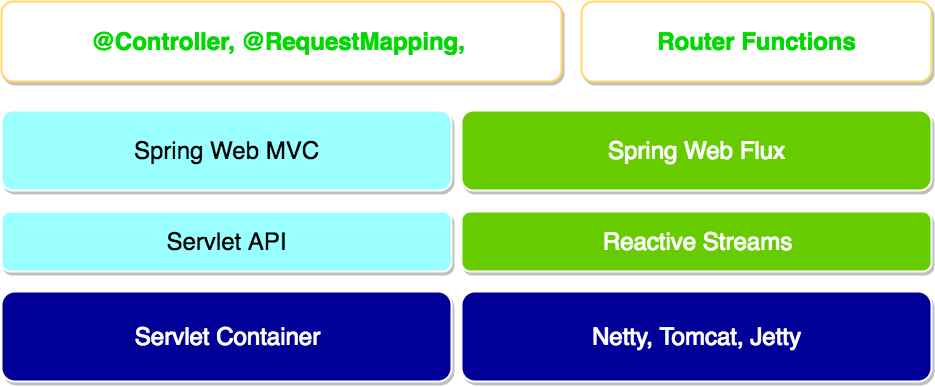 @Controller, @RequestMapping,
Router Functions
Spring Web MVC
Spring Web Flux
Servlet API
Reactive Streams
Servlet Container
Netty, Tomcat, Jetty